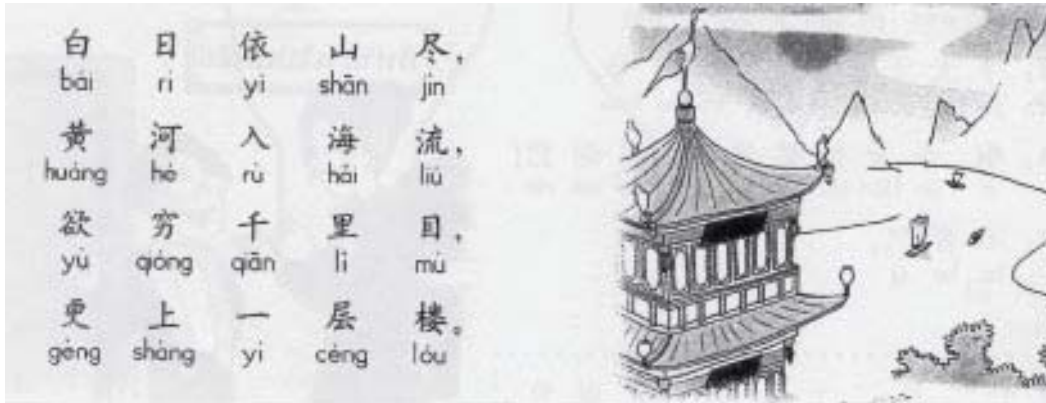 白 日 依 山 尽，
bái rì yī shān jìn
黄 河 入 海 流，
huáng hé rù hǎi liú
欲 穷 千 里 目，
yù qióng qiān lǐ mù
更 上 一 层 楼。
gèng shàng yì céng lóu